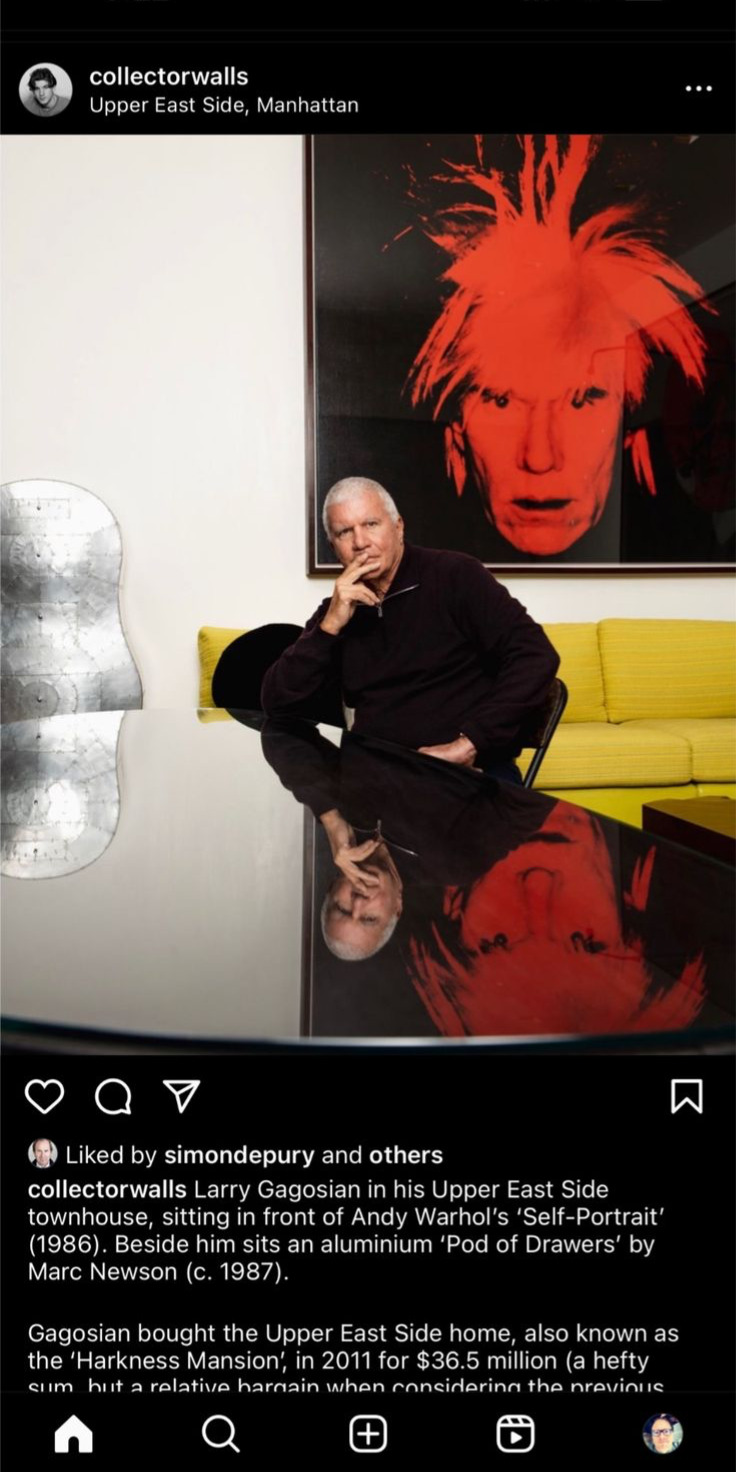 collectorwalls
Upper East Side, Manhattan
Liked by simondepury and others
collectorwalls Larry Gagosian in his Upper East Side
townhouse, sitting in front of Andy Warhol's 'Self-Portrait'
(1986). Beside him sits an aluminium 'Pod of Drawers' by
Marc Newson (c. 1987).
Gagosian bought the Upper East Side home, also known as
the 'Harkness Mansion', in 2011 for $36.5 million (a hefty
sum, but a relative bargain when considering the previous